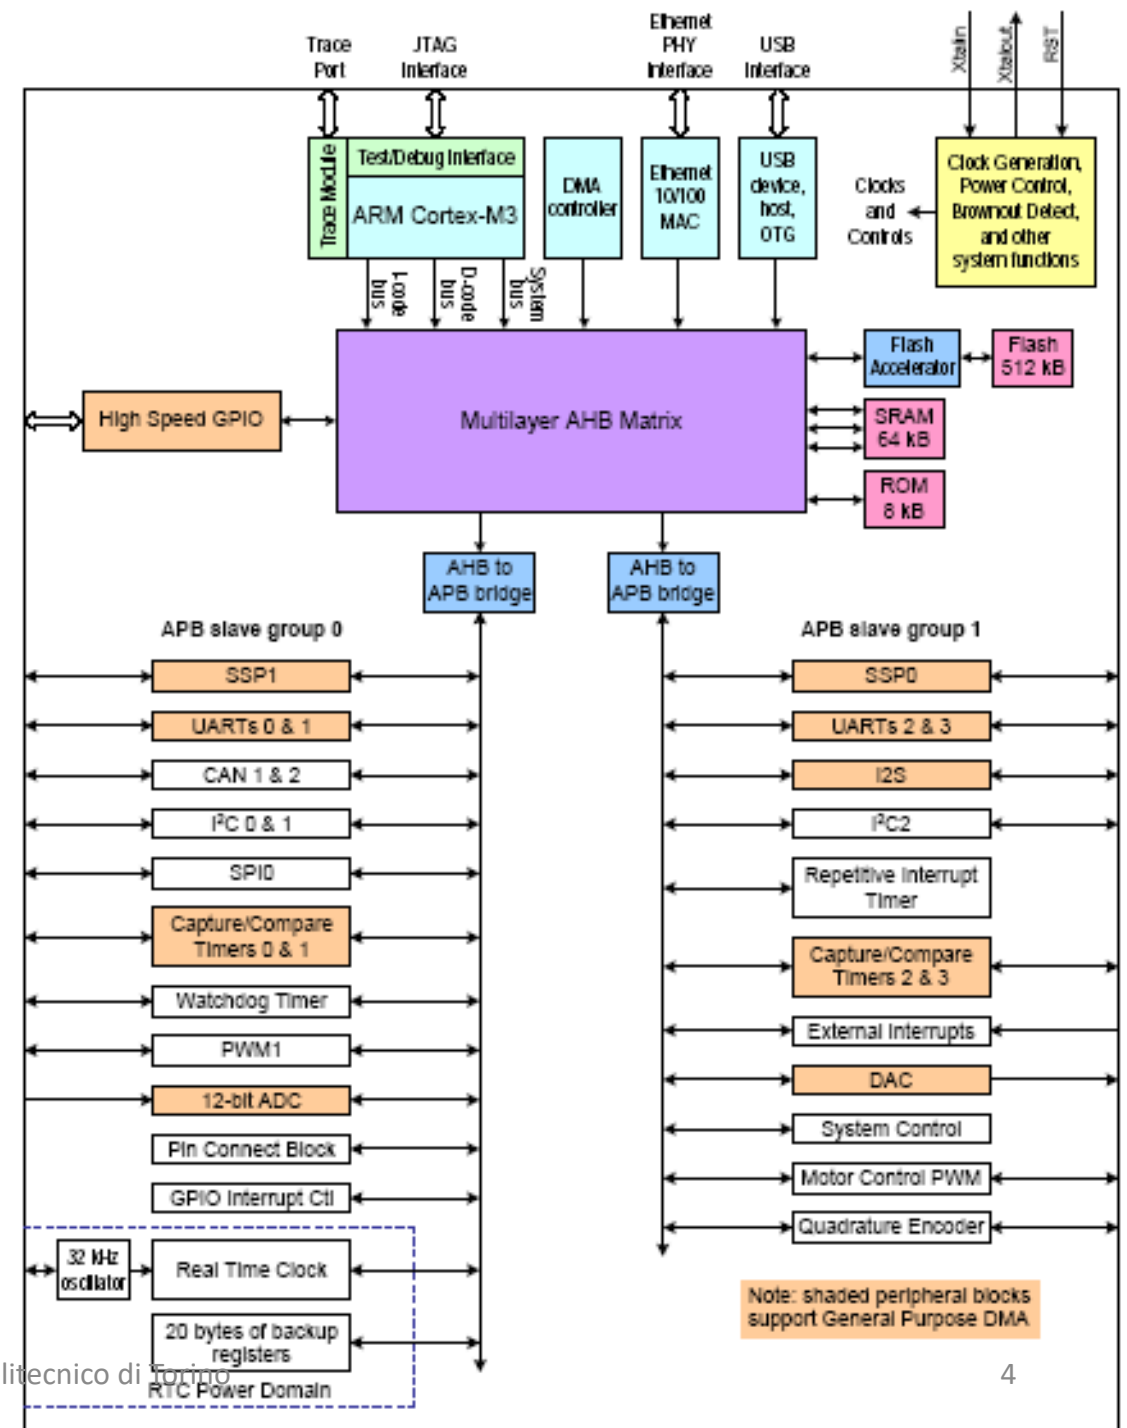 Trace
Port
JTAG
Interface
Ethernet
PHY
Interface
USB
Interface
Xtalin
Xtalout
RST
Trace Module
Test/Debug Interface
ARM Cortex-M3
DMA
controller
Ethernet
10/100
MAC
USB
device,
host,
OTG
Clocks
and
Controls
Clock Generation,
Power Control,
Brownout Detect,
and other
system functions
I-code
bus
D-code
bus
System
bus
Multilayer AHB Matrix
High Speed GPIO
Flash
Accelerator
Flash
512 kB
SRAM
64 kB
ROM
8 kB
AHB to
APB bridge
AHB to
APB bridge
APB slave group 0
SSP1
UARTs 0 & 1
CAN 1 & 2
I²C 0 & 1
SPI0
Capture/Compare
Timers 0 & 1
Watchdog Timer
PWM1
12-bit ADC
Pin Connect Block
GPIO Interrupt Ctl
32 kHz
oscillator
Real Time Clock
20 bytes of backup
registers
RTC Power Domain
APB slave group 1
SSP0
UARTs 2 & 3
I2S
I²C2
Repetitive Interrupt
Timer
Capture/Compare
Timers 2 & 3
External Interrupts
DAC
System Control
Motor Control PWM
Quadrature Encoder
Note: shaded peripheral blocks
support General Purpose DMA
litecnico di Torino
4